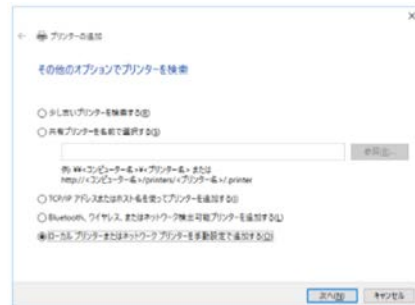 プリンターの追加
その他のオプションでプリンターを検索
少し古いプリンターを検索する(R)
共有プリンターを名前で選択する(S)
参照(R)...
例: ¥¥<コンピューター名>¥<プリンター名> または
http://<コンピューター名>/printers/<プリンター名>/.printer
TCP/IP アドレスまたはホスト名を使ってプリンターを追加する(I)
Bluetooth、ワイヤレス、またはネットワーク検出可能プリンターを追加する(L)
ローカル プリンターまたはネットワーク プリンターを手動設定で追加する(O)
次へ(N)
キャンセル